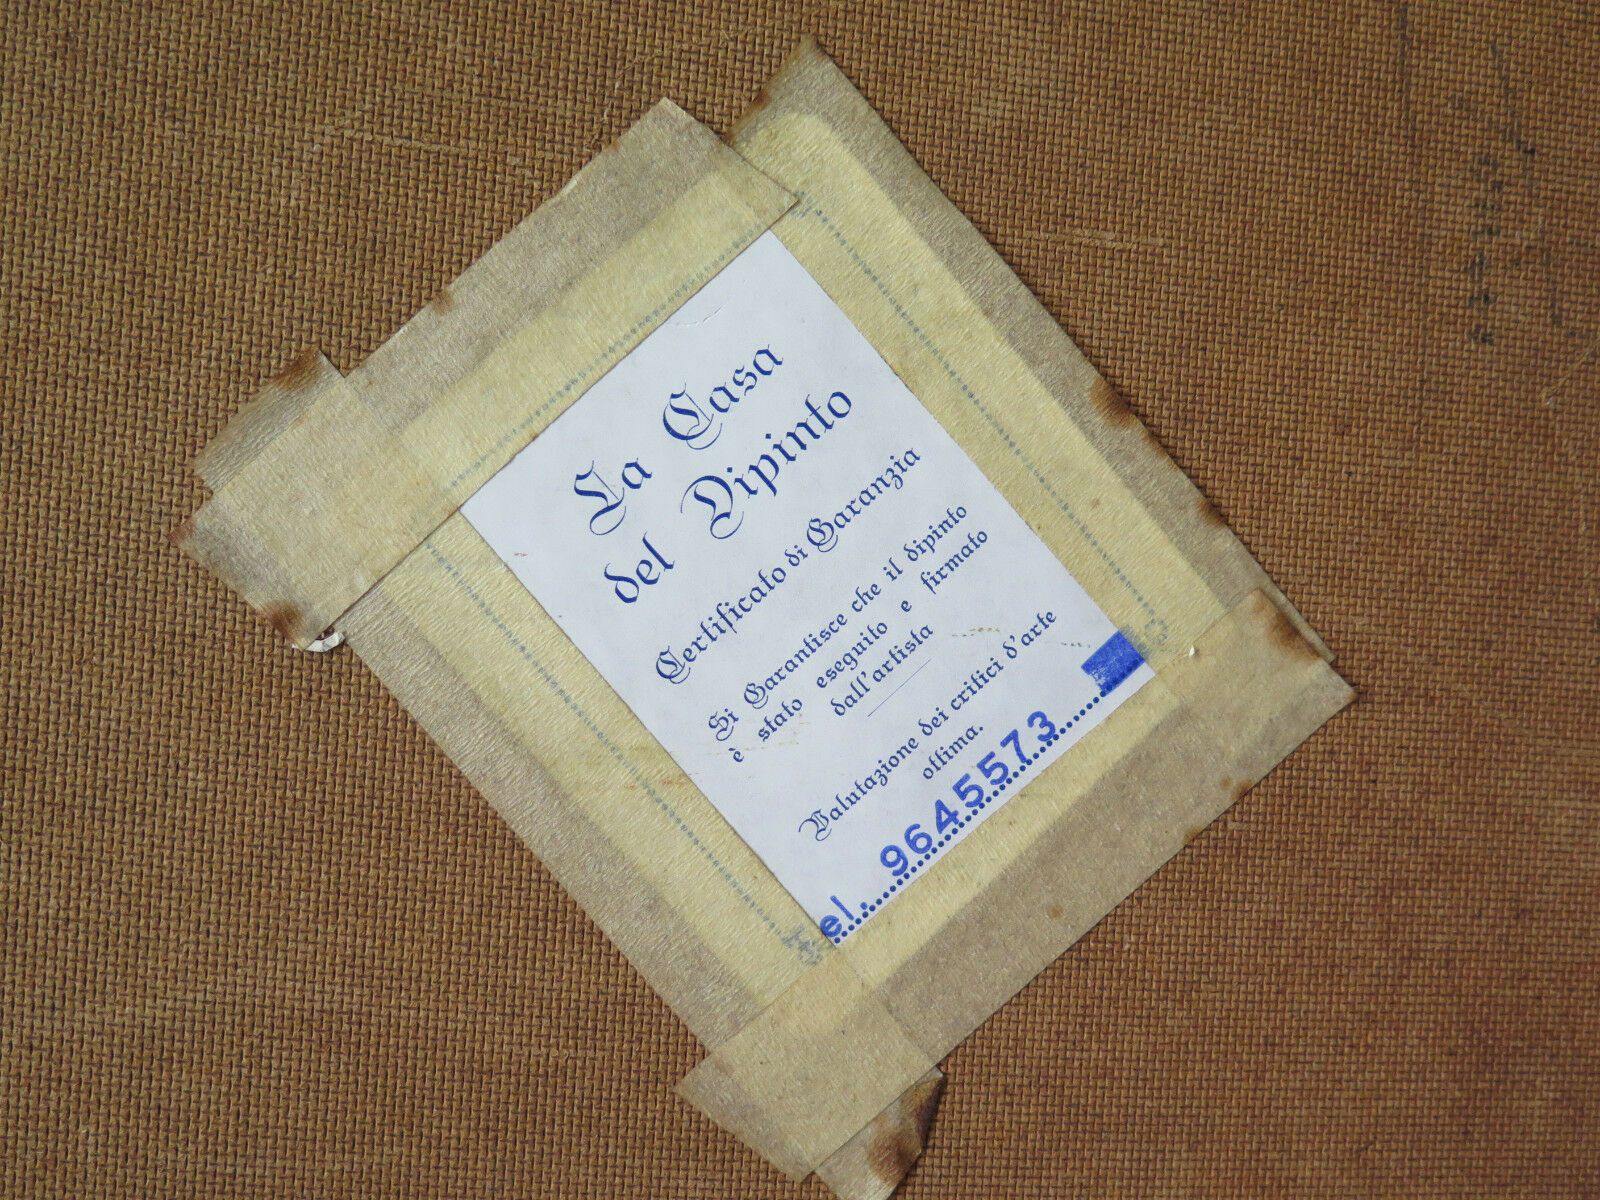 La Casa
del Dipinto
Certificato di Garanzia
Si Garantisce che il dipinto
è stato eseguito e firmato
dall'artista
Valutazione dei critici d'arte
ottima.
el. 9645573